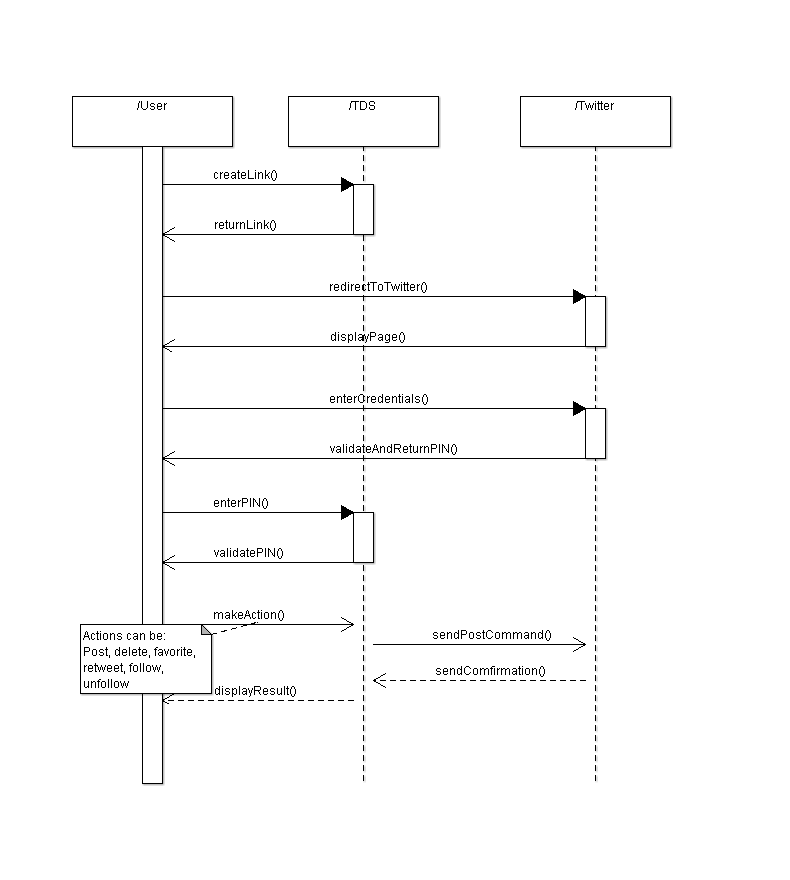 /User
/TDS
/Twitter
createLink()
returnLink()
redirectToTwitter()
displayPage()
enterCredentials()
validateAndReturnPIN()
enterPIN()
validatePIN()
makeAction()
Actions can be:
Post, delete, favorite,
retweet, follow,
unfollow
sendPostCommand()
sendComfirmation()
displayResult()